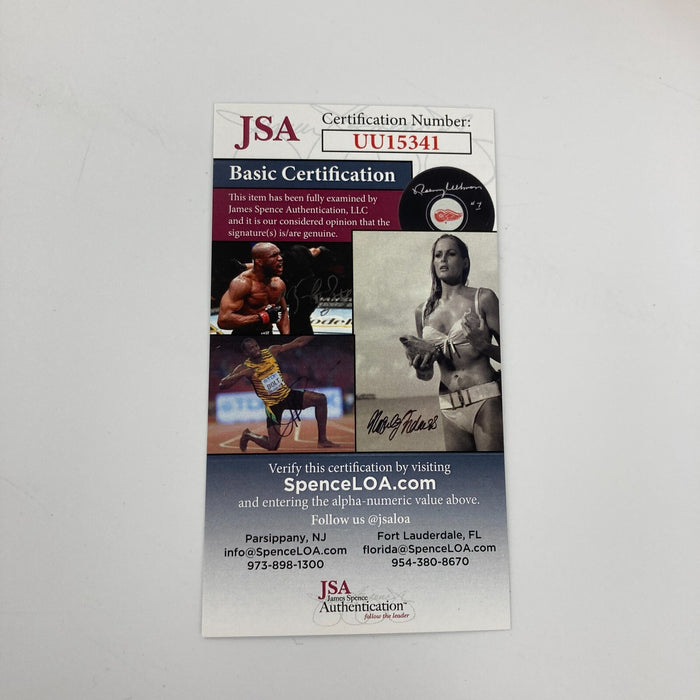 JSA
Certification Number:
UU15341
Basic Certification
This item has been fully examined by
James Spence Authentication, LLC
and it is our considered opinion that the
signature(s) is/are genuine.
BOLT
Verify this certification by visiting
SpenceLOA.com
and entering the alpha-numeric value above.
Follow us @jsaloa
Parsippany, NJ
info@SpenceLOA.com
973-898-1300
Fort Lauderdale, FL
florida@SpenceLOA.com
954-380-8670
JSA
James Spence
Authentication™
follow the leader